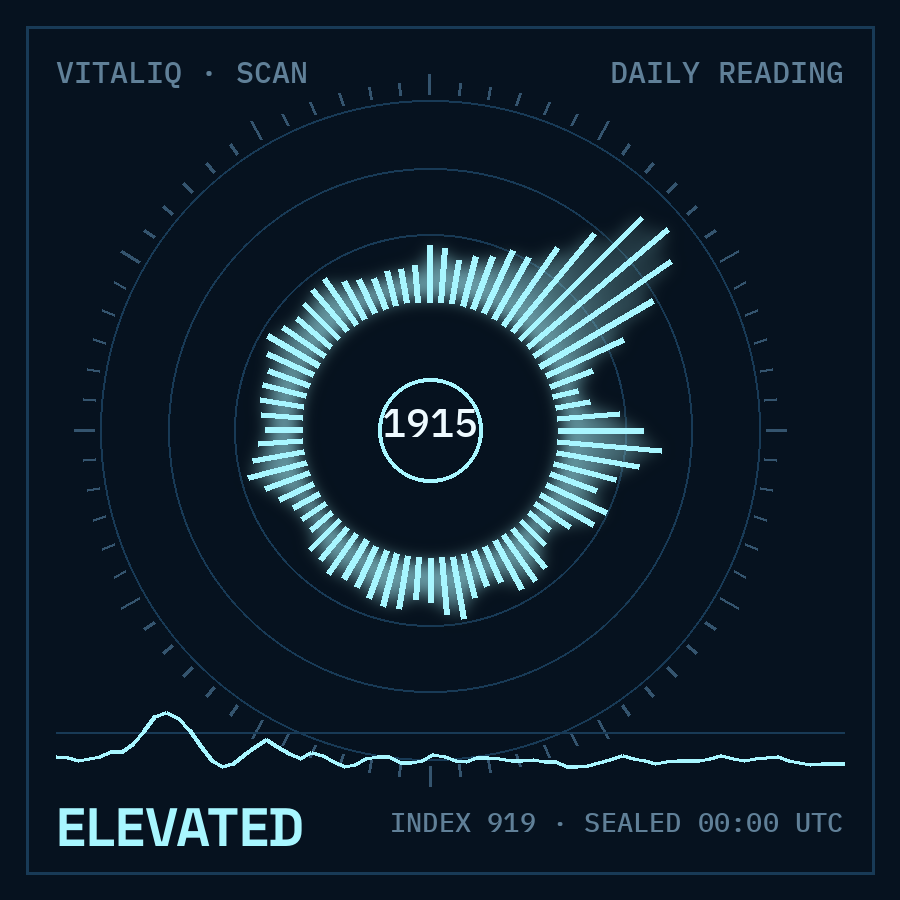 VITALIQ · SCAN
DAILY READING
1915
ELEVATED
INDEX 919 · SEALED 00:00 UTC